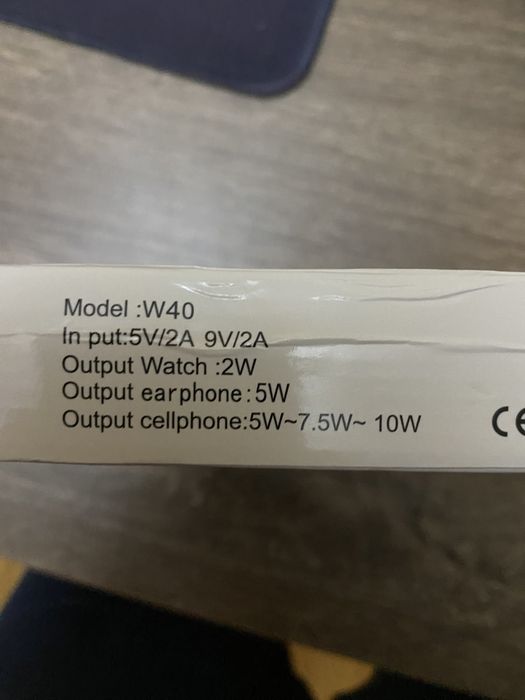 Model :W40
In put:5V/2A 9V/2A
Output Watch :2W
Output earphone:5W
Output cellphone:5W~7.5W~ 10W
CE